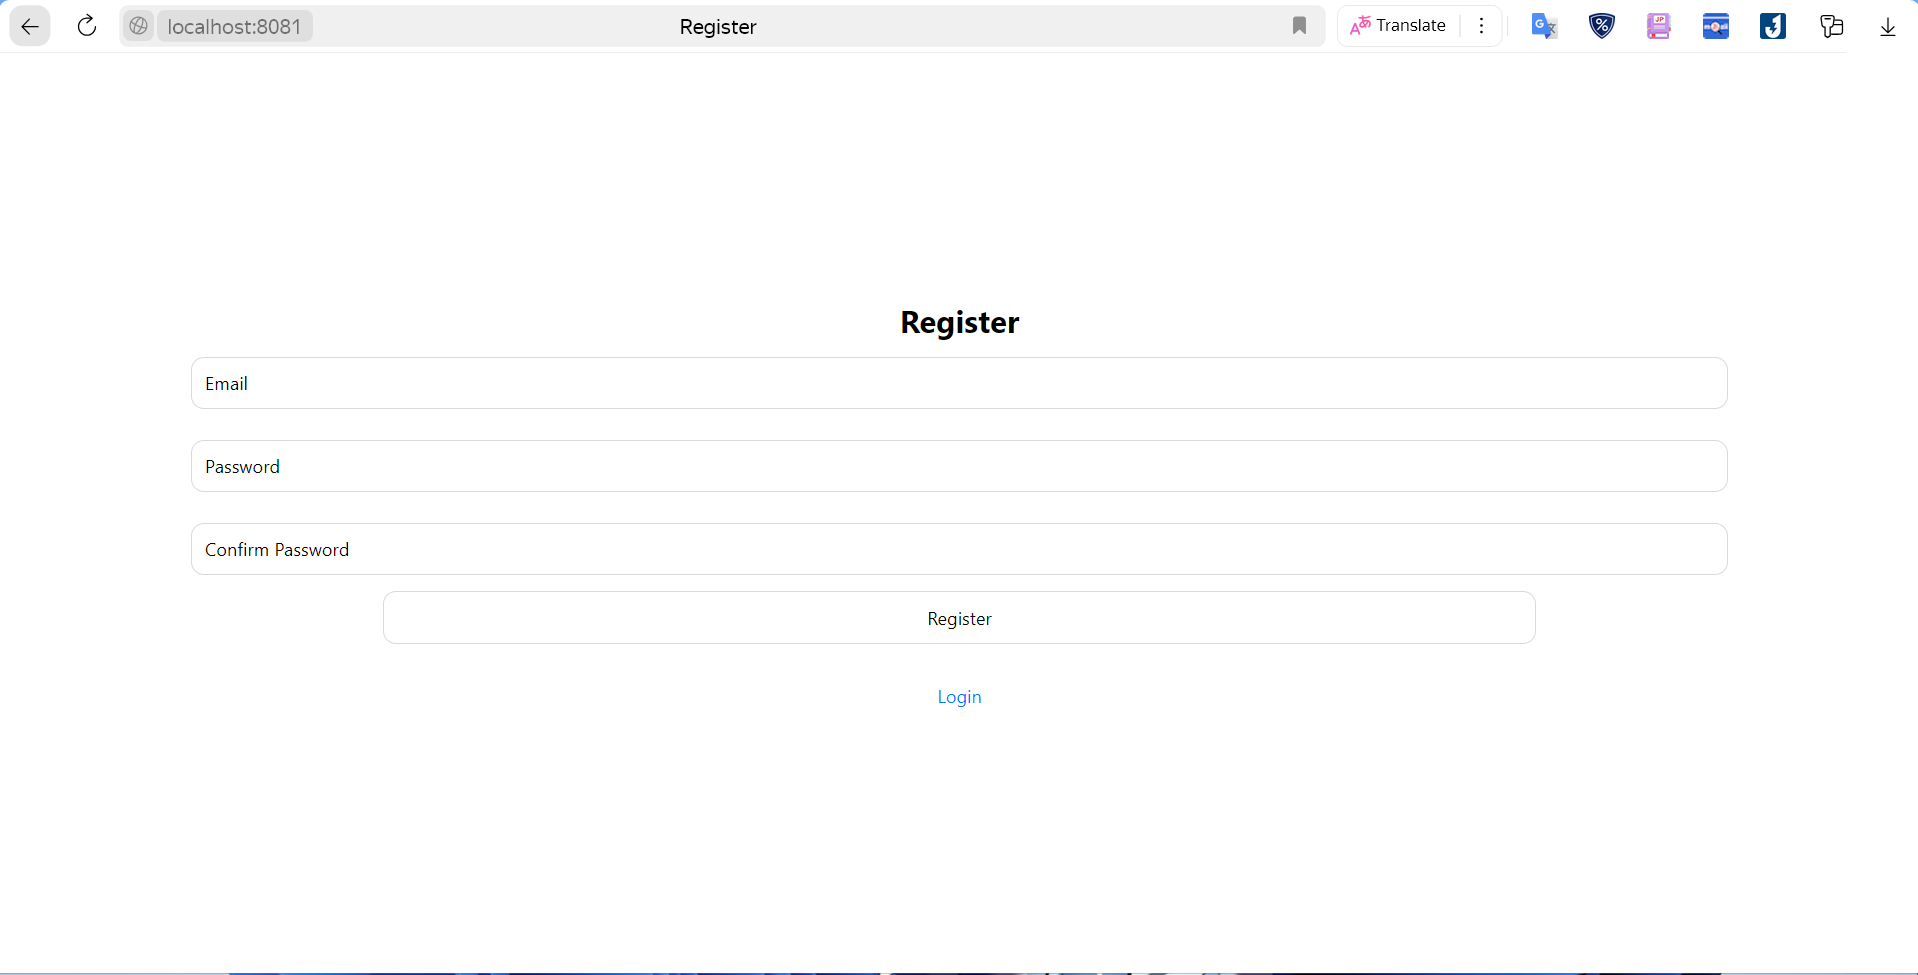 localhost:8081 Register Translate
Register
Email
Password
Confirm Password
Register
Login